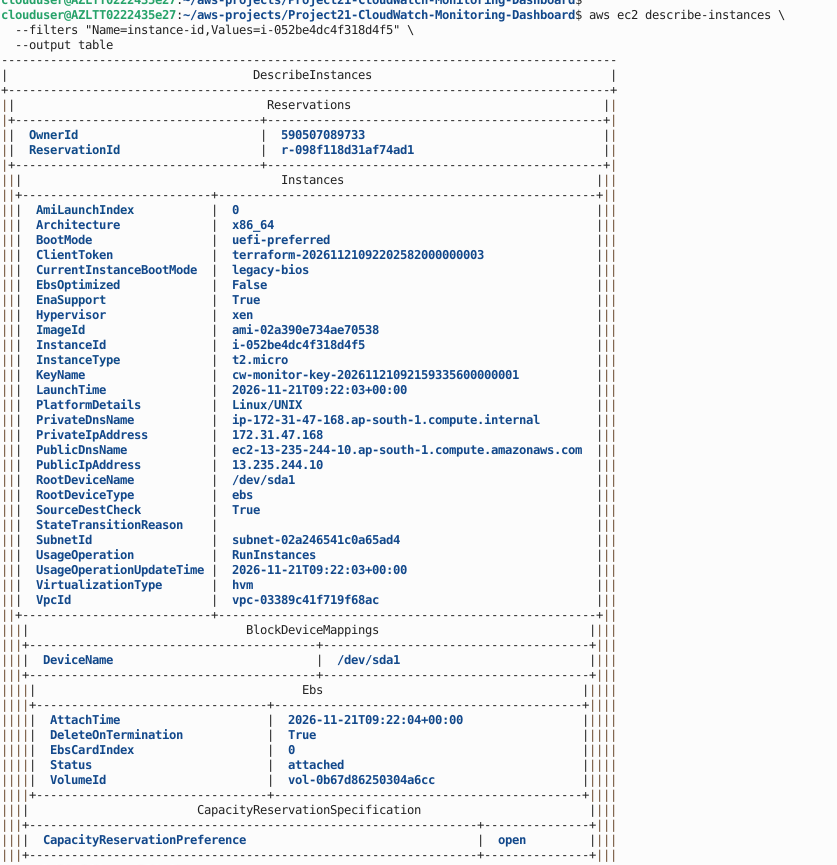 clouduser@AZLTT0222435e27:~/aws-projects/Project21-CloudWatch-Monitoring-Dashboard$
clouduser@AZLTT0222435e27:~/aws-projects/Project21-CloudWatch-Monitoring-Dashboard$ aws ec2 describe-instances \
  --filters "Name=instance-id,Values=i-052be4dc4f318d4f5" \
  --output table
DescribeInstances
Reservations
OwnerId | 590507089733
ReservationId | r-098f118d31af74ad1
Instances
AmiLaunchIndex | 0
Architecture | x86_64
BootMode | uefi-preferred
ClientToken | terraform-20261121092202582000000003
CurrentInstanceBootMode | legacy-bios
EbsOptimized | False
EnaSupport | True
Hypervisor | xen
ImageId | ami-02a390e734ae70538
InstanceId | i-052be4dc4f318d4f5
InstanceType | t2.micro
KeyName | cw-monitor-key-20261121092159335600000001
LaunchTime | 2026-11-21T09:22:03+00:00
PlatformDetails | Linux/UNIX
PrivateDnsName | ip-172-31-47-168.ap-south-1.compute.internal
PrivateIpAddress | 172.31.47.168
PublicDnsName | ec2-13-235-244-10.ap-south-1.compute.amazonaws.com
PublicIpAddress | 13.235.244.10
RootDeviceName | /dev/sda1
RootDeviceType | ebs
SourceDestCheck | True
StateTransitionReason |
SubnetId | subnet-02a246541c0a65ad4
UsageOperation | RunInstances
UsageOperationUpdateTime | 2026-11-21T09:22:03+00:00
VirtualizationType | hvm
VpcId | vpc-03389c41f719f68ac
BlockDeviceMappings
DeviceName | /dev/sda1
Ebs
AttachTime | 2026-11-21T09:22:04+00:00
DeleteOnTermination | True
EbsCardIndex | 0
Status | attached
VolumeId | vol-0b67d86250304a6cc
CapacityReservationSpecification
CapacityReservationPreference | open